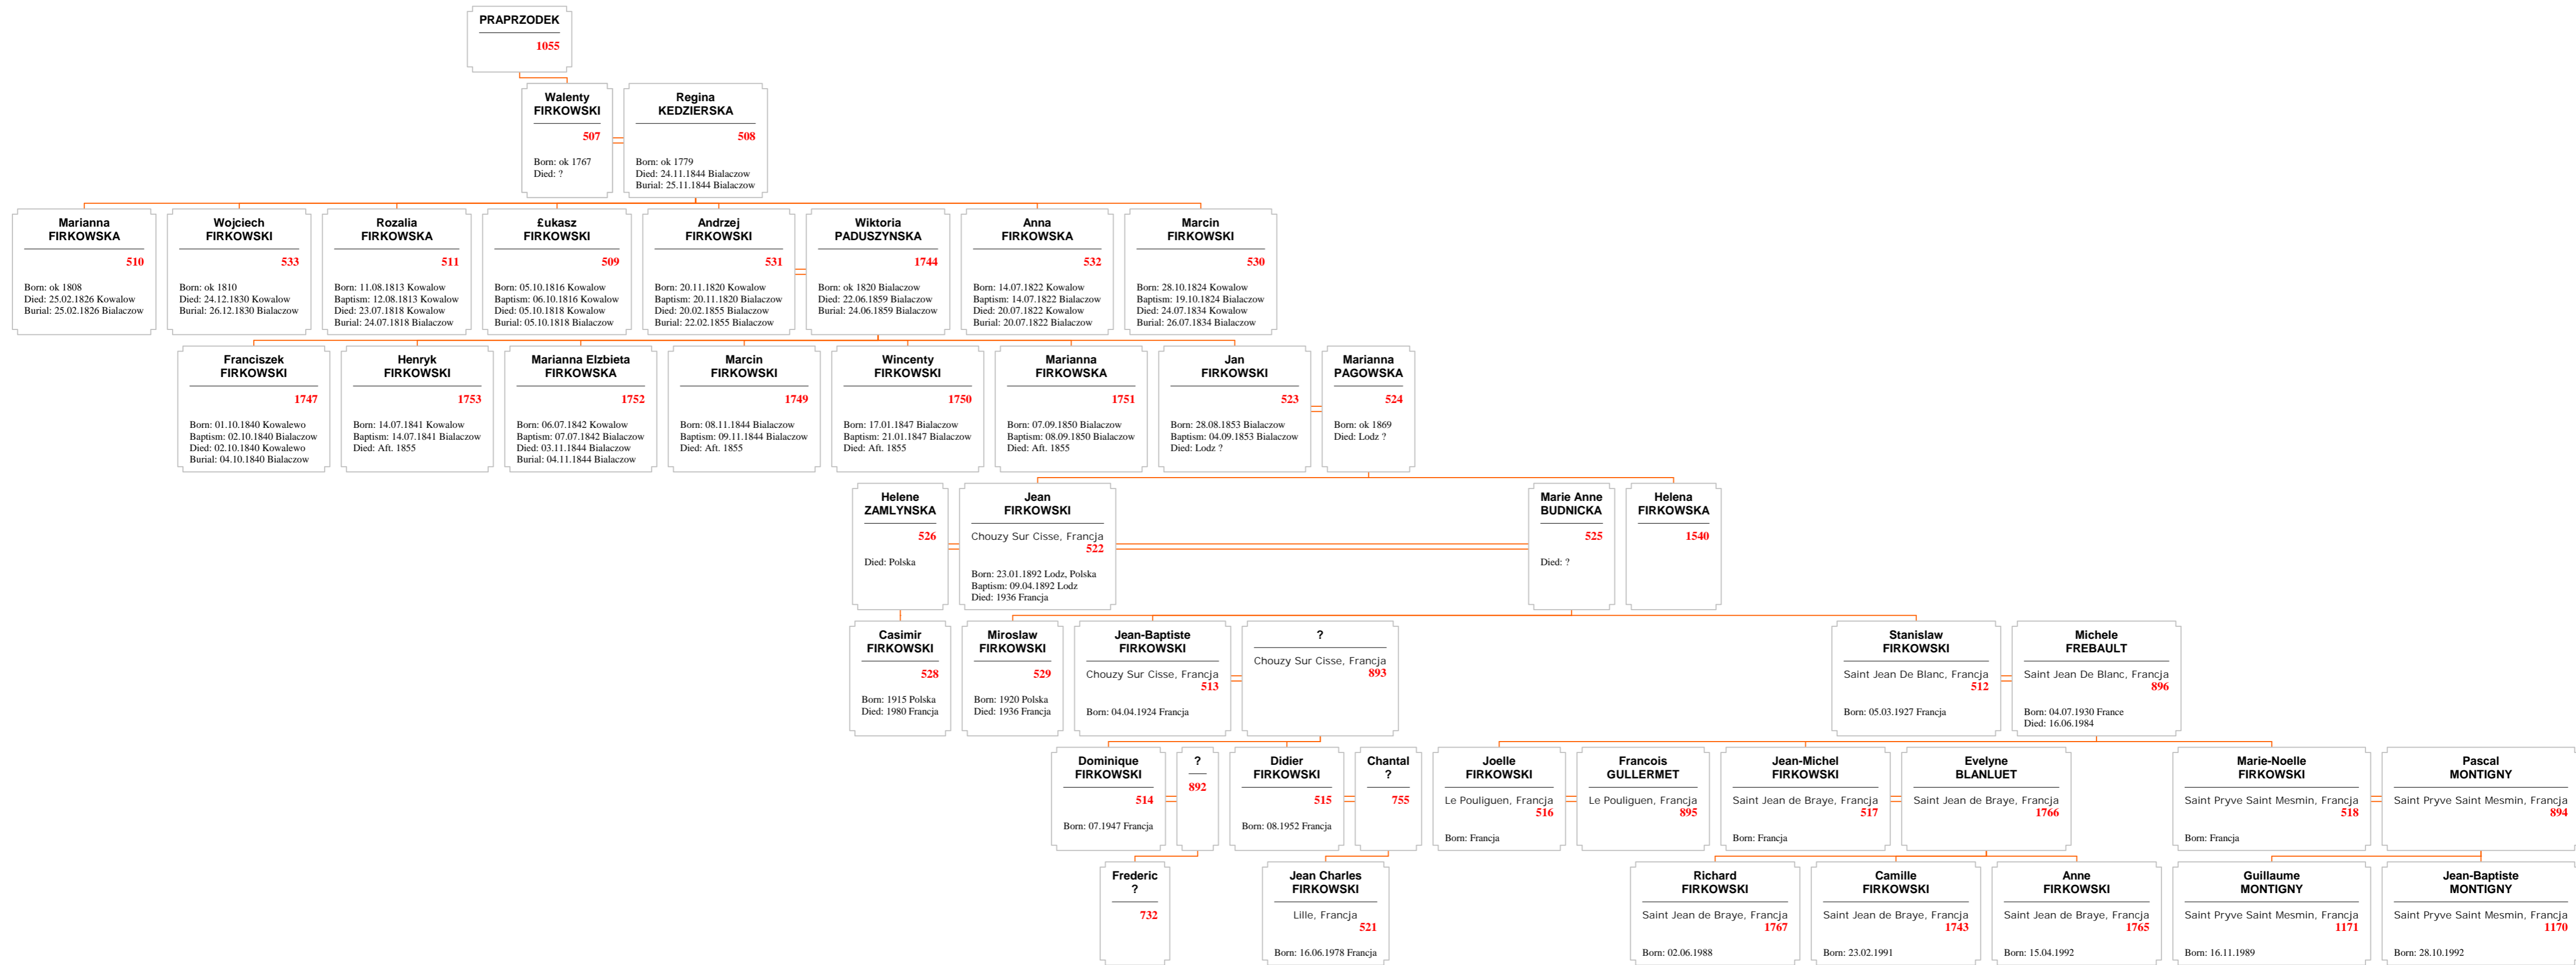 PRAPRZODEK
1055
Walenty
FIRKOWSKI
507
Born: ok 1767
Died: ?
Regina
KEDZIERSKA
508
Born: ok 1779
Died: 24.11.1844 Bialaczow
Burial: 25.11.1844 Bialaczow
Marianna
FIRKOWSKA
510
Born: ok 1808
Died: 25.02.1826 Kowalow
Burial: 25.02.1826 Bialaczow
Wojciech
FIRKOWSKI
533
Born: ok 1810
Died: 24.12.1830 Kowalow
Burial: 26.12.1830 Bialaczow
Rozalia
FIRKOWSKA
511
Born: 11.08.1813 Kowalow
Baptism: 12.08.1813 Kowalow
Died: 23.07.1818 Kowalow
Burial: 24.07.1818 Bialaczow
£ukasz
FIRKOWSKI
509
Born: 05.10.1816 Kowalow
Baptism: 06.10.1816 Kowalow
Died: 05.10.1818 Kowalow
Burial: 05.10.1818 Bialaczow
Andrzej
FIRKOWSKI
531
Born: 20.11.1820 Kowalow
Baptism: 20.11.1820 Bialaczow
Died: 20.02.1855 Bialaczow
Burial: 22.02.1855 Bialaczow
Wiktoria
PADUSZYNSKA
1744
Born: ok 1820 Bialaczow
Died: 22.06.1859 Bialaczow
Burial: 24.06.1859 Bialaczow
Anna
FIRKOWSKA
532
Born: 14.07.1822 Kowalow
Baptism: 14.07.1822 Bialaczow
Died: 20.07.1822 Kowalow
Burial: 20.07.1822 Bialaczow
Marcin
FIRKOWSKI
530
Born: 28.10.1824 Kowalow
Baptism: 19.10.1824 Bialaczow
Died: 24.07.1834 Kowalow
Burial: 26.07.1834 Bialaczow
Franciszek
FIRKOWSKI
1747
Born: 01.10.1840 Kowalewo
Baptism: 02.10.1840 Bialaczow
Died: 02.10.1840 Kowalewo
Burial: 04.10.1840 Bialaczow
Henryk
FIRKOWSKI
1753
Born: 14.07.1841 Kowalow
Baptism: 14.07.1841 Bialaczow
Died: Aft. 1855
Marianna Elzbieta
FIRKOWSKA
1752
Born: 06.07.1842 Kowalow
Baptism: 07.07.1842 Bialaczow
Died: 03.11.1844 Bialaczow
Burial: 04.11.1844 Bialaczow
Marcin
FIRKOWSKI
1749
Born: 08.11.1844 Bialaczow
Baptism: 09.11.1844 Bialaczow
Died: Aft. 1855
Wincenty
FIRKOWSKI
1750
Born: 17.01.1847 Bialaczow
Baptism: 21.01.1847 Bialaczow
Died: Aft. 1855
Marianna
FIRKOWSKA
1751
Born: 07.09.1850 Bialaczow
Baptism: 08.09.1850 Bialaczow
Died: Aft. 1855
Jan
FIRKOWSKI
523
Born: 28.08.1853 Bialaczow
Baptism: 04.09.1853 Bialaczow
Died: Lodz ?
Marianna
PAGOWSKA
524
Born: ok 1869
Died: Lodz ?
Helene
ZAMLYNSKA
526
Died: Polska
Jean
FIRKOWSKI
Chouzy Sur Cisse, Francja
522
Born: 23.01.1892 Lodz, Polska
Baptism: 09.04.1892 Lodz
Died: 1936 Francja
Marie Anne
BUDNICKA
525
Died: ?
Helena
FIRKOWSKA
1540
Casimir
FIRKOWSKI
528
Born: 1915 Polska
Died: 1980 Francja
Miroslaw
FIRKOWSKI
529
Born: 1920 Polska
Died: 1936 Francja
Jean-Baptiste
FIRKOWSKI
Chouzy Sur Cisse, Francja
513
Born: 04.04.1924 Francja
?
Chouzy Sur Cisse, Francja
893
Stanislaw
FIRKOWSKI
Saint Jean De Blanc, Francja
512
Born: 05.03.1927 Francja
Michele
FREBAULT
Saint Jean De Blanc, Francja
896
Born: 04.07.1930 France
Died: 16.06.1984
Dominique
FIRKOWSKI
514
Born: 07.1947 Francja
?
892
Didier
FIRKOWSKI
515
Born: 08.1952 Francja
Chantal
?
755
Joelle
FIRKOWSKI
Le Pouliguen, Francja
516
Born: Francja
Francois
GULLERMET
Le Pouliguen, Francja
895
Jean-Michel
FIRKOWSKI
Saint Jean de Braye, Francja
517
Born: Francja
Evelyne
BLANLUET
Saint Jean de Braye, Francja
1766
Marie-Noelle
FIRKOWSKI
Saint Pryve Saint Mesmin, Francja
518
Born: Francja
Pascal
MONTIGNY
Saint Pryve Saint Mesmin, Francja
894
Frederic
?
732
Jean Charles
FIRKOWSKI
Lille, Francja
521
Born: 16.06.1978 Francja
Richard
FIRKOWSKI
Saint Jean de Braye, Francja
1767
Born: 02.06.1988
Camille
FIRKOWSKI
Saint Jean de Braye, Francja
1743
Born: 23.02.1991
Anne
FIRKOWSKI
Saint Jean de Braye, Francja
1765
Born: 15.04.1992
Guillaume
MONTIGNY
Saint Pryve Saint Mesmin, Francja
1171
Born: 16.11.1989
Jean-Baptiste
MONTIGNY
Saint Pryve Saint Mesmin, Francja
1170
Born: 28.10.1992